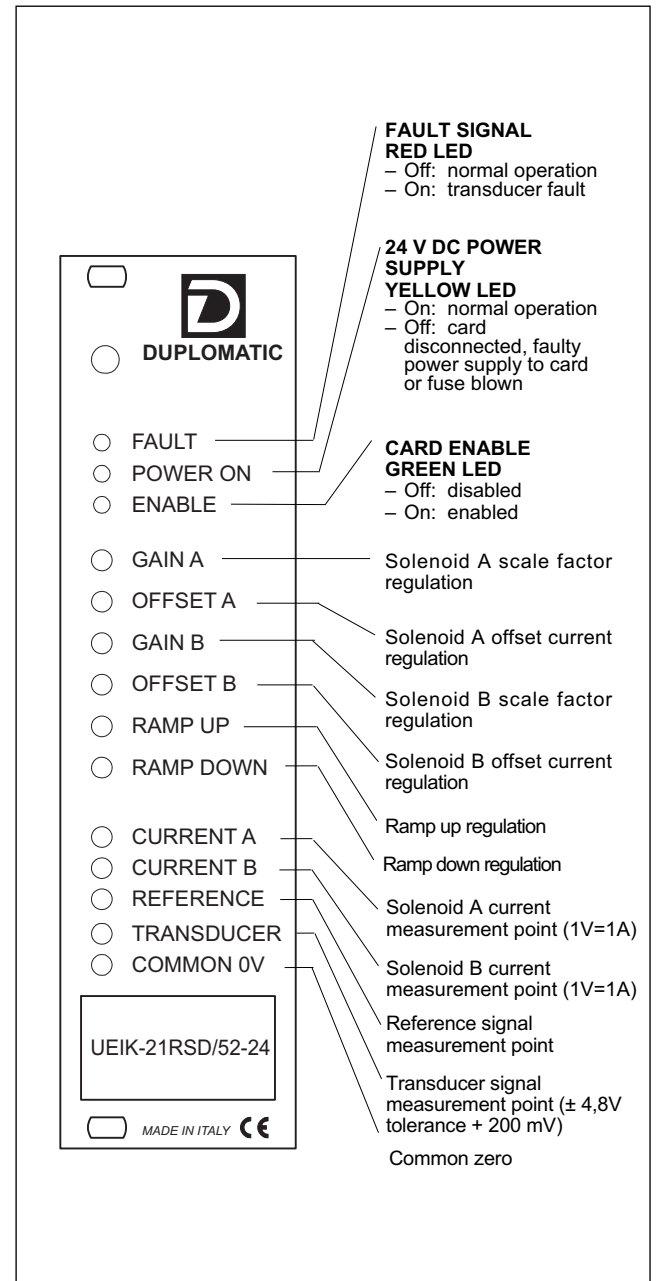 FAULT SIGNAL
RED LED
– Off: normal operation
– On: transducer fault
24 V DC POWER
SUPPLY
YELLOW LED
– On: normal operation
– Off: card
disconnected, faulty
power supply to card
or fuse blown
CARD ENABLE
GREEN LED
– Off: disabled
– On: enabled
Solenoid A scale factor
regulation
Solenoid A offset current
regulation
Solenoid B scale factor
regulation
Solenoid B offset current
regulation
Ramp up regulation
Ramp down regulation
Solenoid A current
measurement point (1V=1A)
Solenoid B current
measurement point (1V=1A)
Reference signal
measurement point
Transducer signal
measurement point (± 4,8V
tolerance + 200 mV)
Common zero
D
DUPLOMATIC
FAULT
POWER ON
ENABLE
GAIN A
OFFSET A
GAIN B
OFFSET B
RAMP UP
RAMP DOWN
CURRENT A
CURRENT B
REFERENCE
TRANSDUCER
COMMON 0V
UEIK-21RSD/52-24
MADE IN ITALY CE